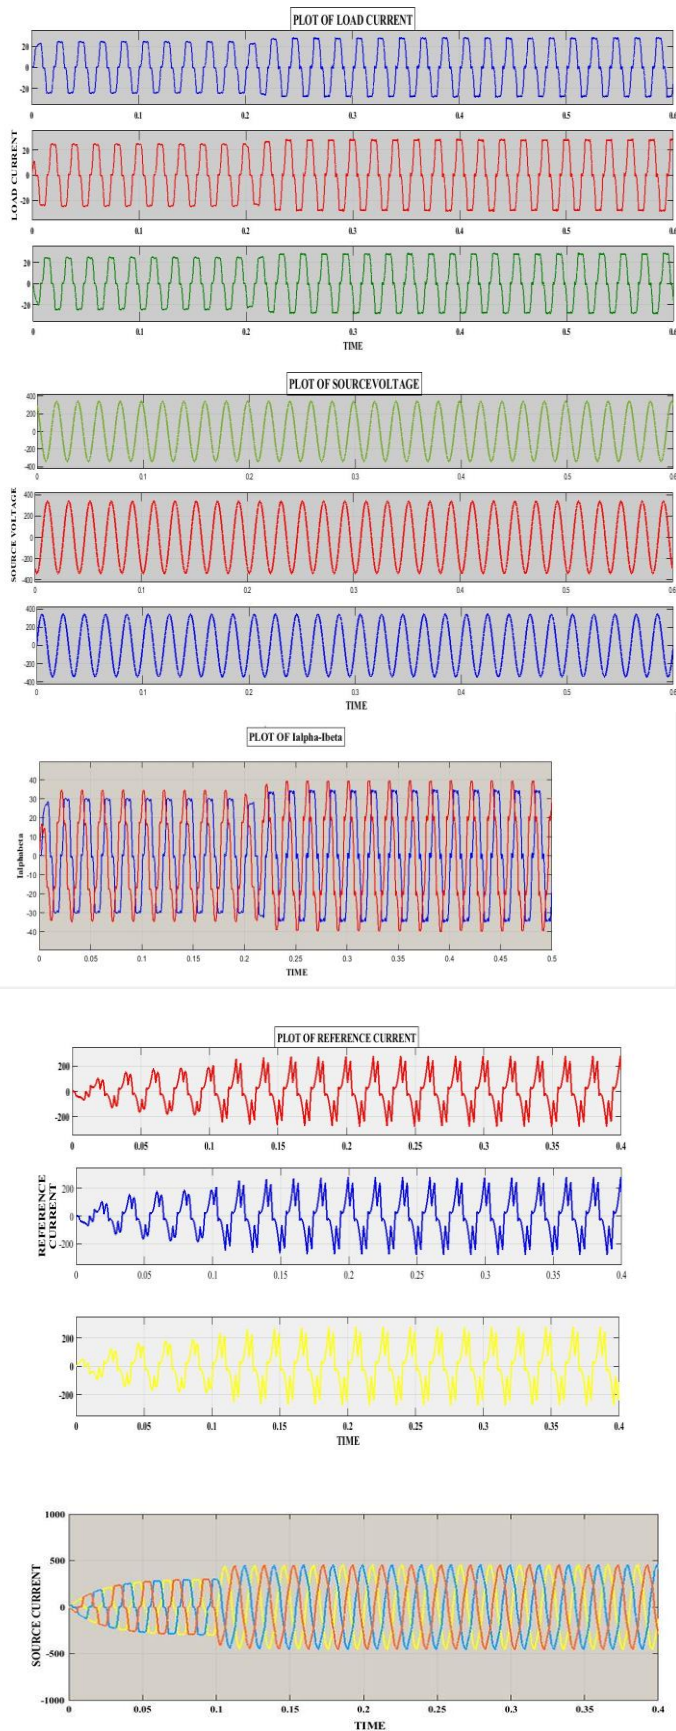 PLOT OF LOAD CURRENT
20
0
-20
0 0.1 0.2 0.3 0.4 0.5 0.6
LOAD CURRENT
20
0
-20
0 0.1 0.2 0.3 0.4 0.5 0.6
20
0
-20
0 0.1 0.2 0.3 0.4 0.5 0.6
TIME
PLOT OF SOURCEVOLTAGE
400
200
0
-200
-400
0 0.1 0.2 0.3 0.4 0.5 0.6
SOURCE VOLTAGE
400
200
0
-200
-400
0 0.1 0.2 0.3 0.4 0.5 0.6
400
200
0
-200
-400
0 0.1 0.2 0.3 0.4 0.5 0.6
TIME
PLOT OF Ialpha-Ibeta
Ialphabeta
40
30
20
10
0
-10
-20
-30
-40
0 0.05 0.1 0.15 0.2 0.25 0.3 0.35 0.4 0.45 0.5
TIME
PLOT OF REFERENCE CURRENT
200
0
-200
0 0.05 0.1 0.15 0.2 0.25 0.3 0.35 0.4
REFERENCE
CURRENT
200
0
-200
0 0.05 0.1 0.15 0.2 0.25 0.3 0.35 0.4
200
0
-200
0 0.05 0.1 0.15 0.2 0.25 0.3 0.35 0.4
TIME
SOURCE CURRENT
1000
500
0
-500
-1000
0 0.05 0.1 0.15 0.2 0.25 0.3 0.35 0.4
TIME